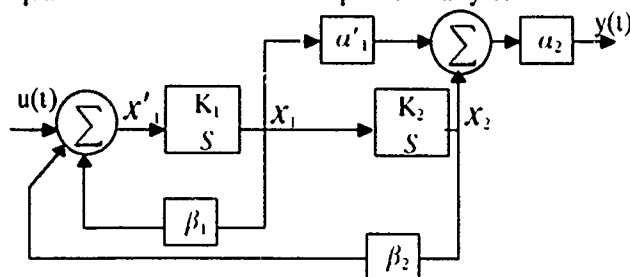 α'₁
Σ
α₂
y(t)
u(t)
Σ
x'₁
K₁
S
x₁
K₂
S
x₂
β₁
β₂